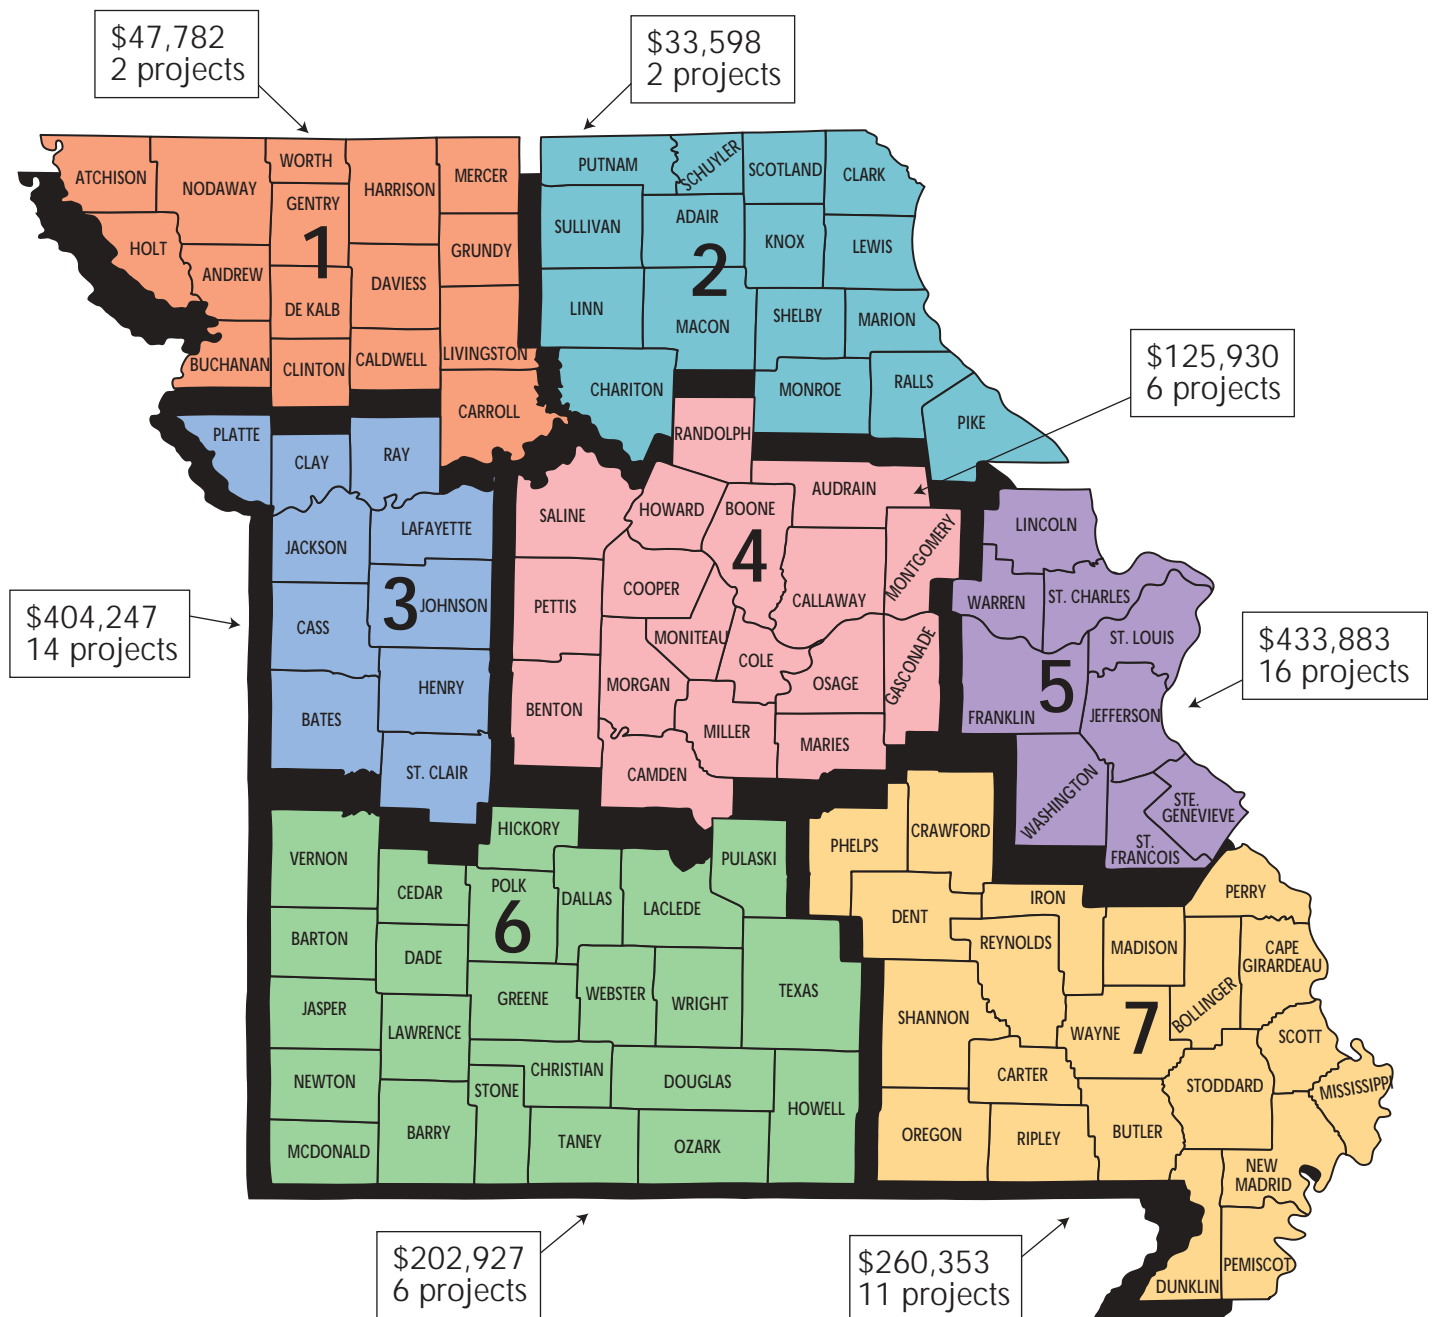 $47,782
2 projects
$33,598
2 projects
$125,930
6 projects
$404,247
14 projects
$433,883
16 projects
$202,927
6 projects
$260,353
11 projects
1
ATCHISON
NODAWAY
WORTH
GENTRY
HARRISON
MERCER
HOLT
ANDREW
DE KALB
DAVIESS
GRUNDY
BUCHANAN
CLINTON
CALDWELL
LIVINGSTON
CARROLL
2
PUTNAM
SCHUYLER
SCOTLAND
CLARK
SULLIVAN
ADAIR
KNOX
LEWIS
LINN
MACON
SHELBY
MARION
CHARITON
MONROE
RALLS
PIKE
3
PLATTE
CLAY
RAY
JACKSON
LAFAYETTE
CASS
JOHNSON
BATES
HENRY
ST. CLAIR
4
RANDOLPH
SALINE
HOWARD
BOONE
AUDRAIN
MONTGOMERY
PETTIS
COOPER
CALLAWAY
MONITEAU
COLE
OSAGE
GASCONADE
BENTON
MORGAN
MILLER
MARIES
CAMDEN
5
LINCOLN
WARREN
ST. CHARLES
ST. LOUIS
FRANKLIN
JEFFERSON
WASHINGTON
STE.
GENEVIEVE
ST.
FRANCOIS
6
HICKORY
VERNON
CEDAR
POLK
DALLAS
LACLEDE
PULASKI
BARTON
DADE
GREENE
WEBSTER
WRIGHT
TEXAS
JASPER
LAWRENCE
NEWTON
STONE
CHRISTIAN
DOUGLAS
HOWELL
MCDONALD
BARRY
TANEY
OZARK
7
PHELPS
CRAWFORD
DENT
IRON
PERRY
REYNOLDS
MADISON
CAPE
GIRARDEAU
SHANNON
WAYNE
BOLLINGER
SCOTT
CARTER
STODDARD
MISSISSIPPI
OREGON
RIPLEY
BUTLER
NEW
MADRID
PEMISCOT
DUNKLIN